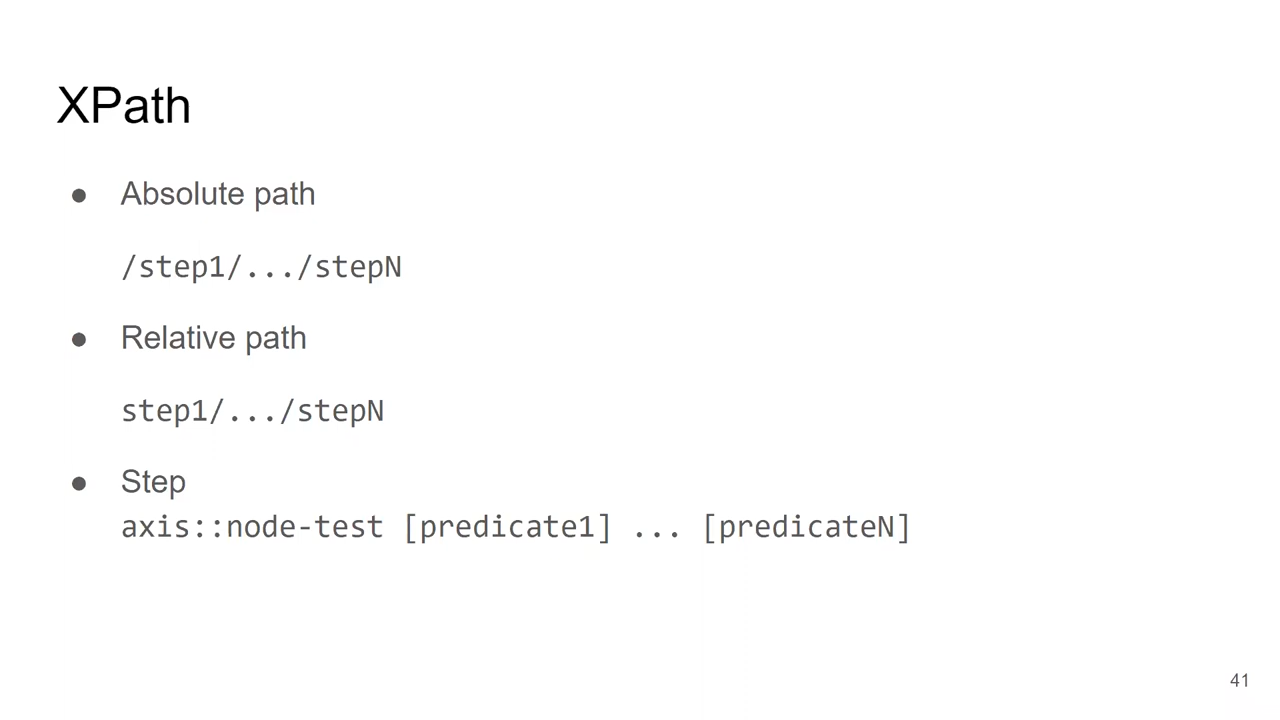 XPath
● Absolute path
/step1/.../stepN
● Relative path
step1/.../stepN
● Step
axis::node-test [predicate1] ... [predicateN]
41